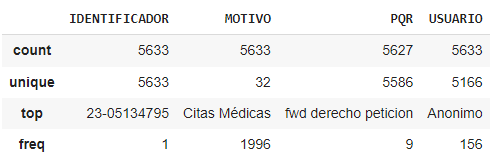 IDENTIFICADOR MOTIVO PQR USUARIO
count 5633 5633 5627 5633
unique 5633 32 5586 5166
top 23-05134795 Citas Médicas fwd derecho peticion Anonimo
freq 1 1996 9 156